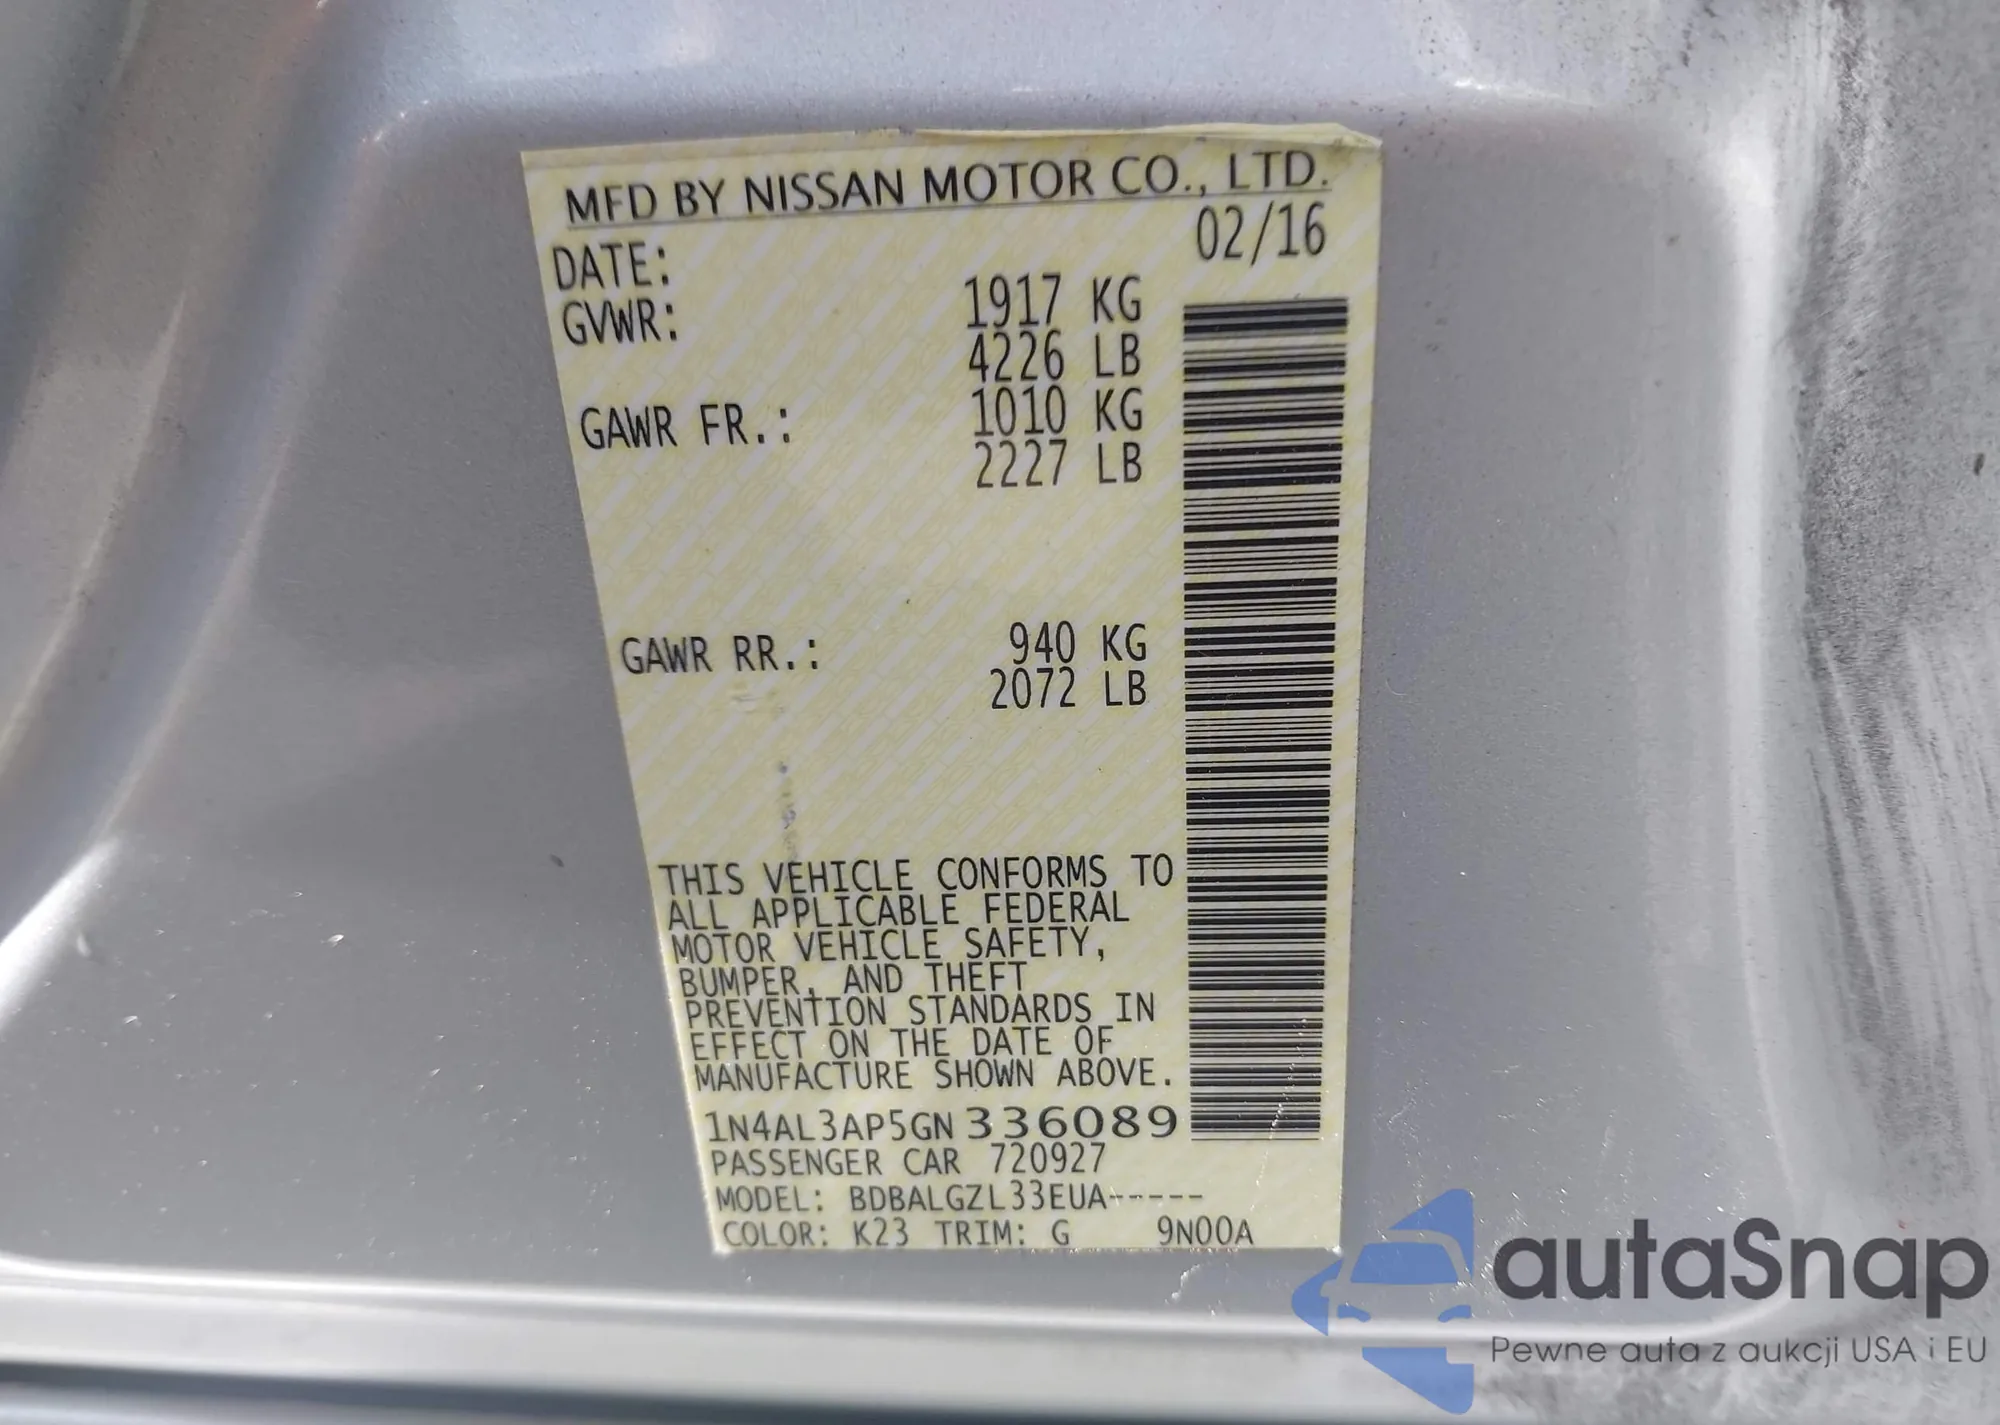 MFD BY NISSAN MOTOR CO., LTD.
DATE: 02/16
GVWR: 1917 KG
4226 LB
GAWR FR.: 1010 KG
2227 LB
GAWR RR.: 940 KG
2072 LB
THIS VEHICLE CONFORMS TO
ALL APPLICABLE FEDERAL
MOTOR VEHICLE SAFETY,
BUMPER, AND THEFT
PREVENTION STANDARDS IN
EFFECT ON THE DATE OF
MANUFACTURE SHOWN ABOVE.
1N4AL3AP5GN336089
PASSENGER CAR 720927
MODEL: BDBALGZL33EUA-----
COLOR: K23 TRIM: G 9N00A
autoSnap
Pewne auta z aukcji USA i EU